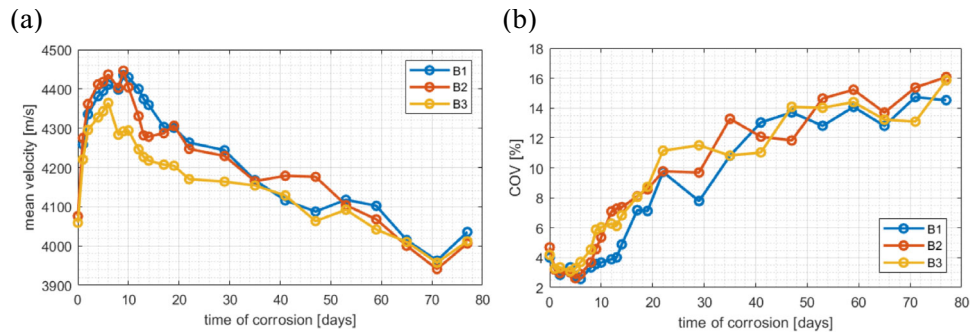 (a)
(b)
mean velocity [m/s]
4500
4400
4300
4200
4100
4000
3900
0 10 20 30 40 50 60 70 80
time of corrosion [days]
B1
B2
B3
COV [%]
18
16
14
12
10
8
6
4
2
0 10 20 30 40 50 60 70 80
time of corrosion [days]
B1
B2
B3